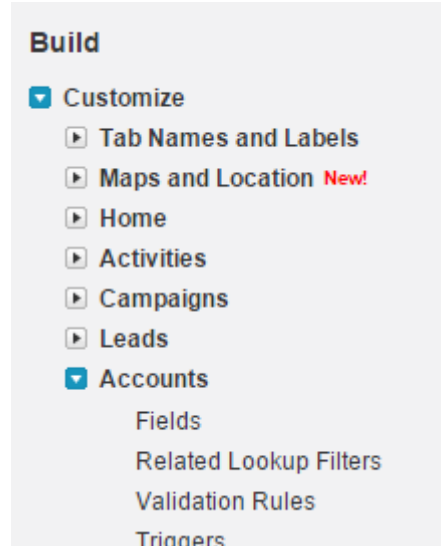 Build
Customize
Tab Names and Labels
Maps and Location New!
Home
Activities
Campaigns
Leads
Accounts
Fields
Related Lookup Filters
Validation Rules
Triggers